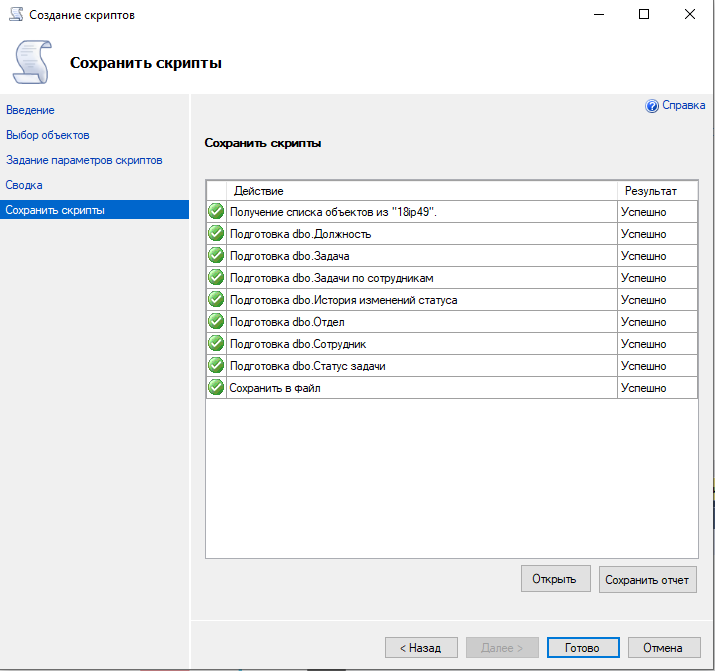 Создание скриптов
Сохранить скрипты
Введение
Выбор объектов
Задание параметров скриптов
Сводка
Сохранить скрипты
Справка
Сохранить скрипты
Действие Результат
Получение списка объектов из "18ip49". Успешно
Подготовка dbo.Должность Успешно
Подготовка dbo.Задача Успешно
Подготовка dbo.Задачи по сотрудникам Успешно
Подготовка dbo.История изменений статуса Успешно
Подготовка dbo.Отдел Успешно
Подготовка dbo.Сотрудник Успешно
Подготовка dbo.Статус задачи Успешно
Сохранить в файл Успешно
Открыть Сохранить отчет
< Назад Далее > Готово Отмена